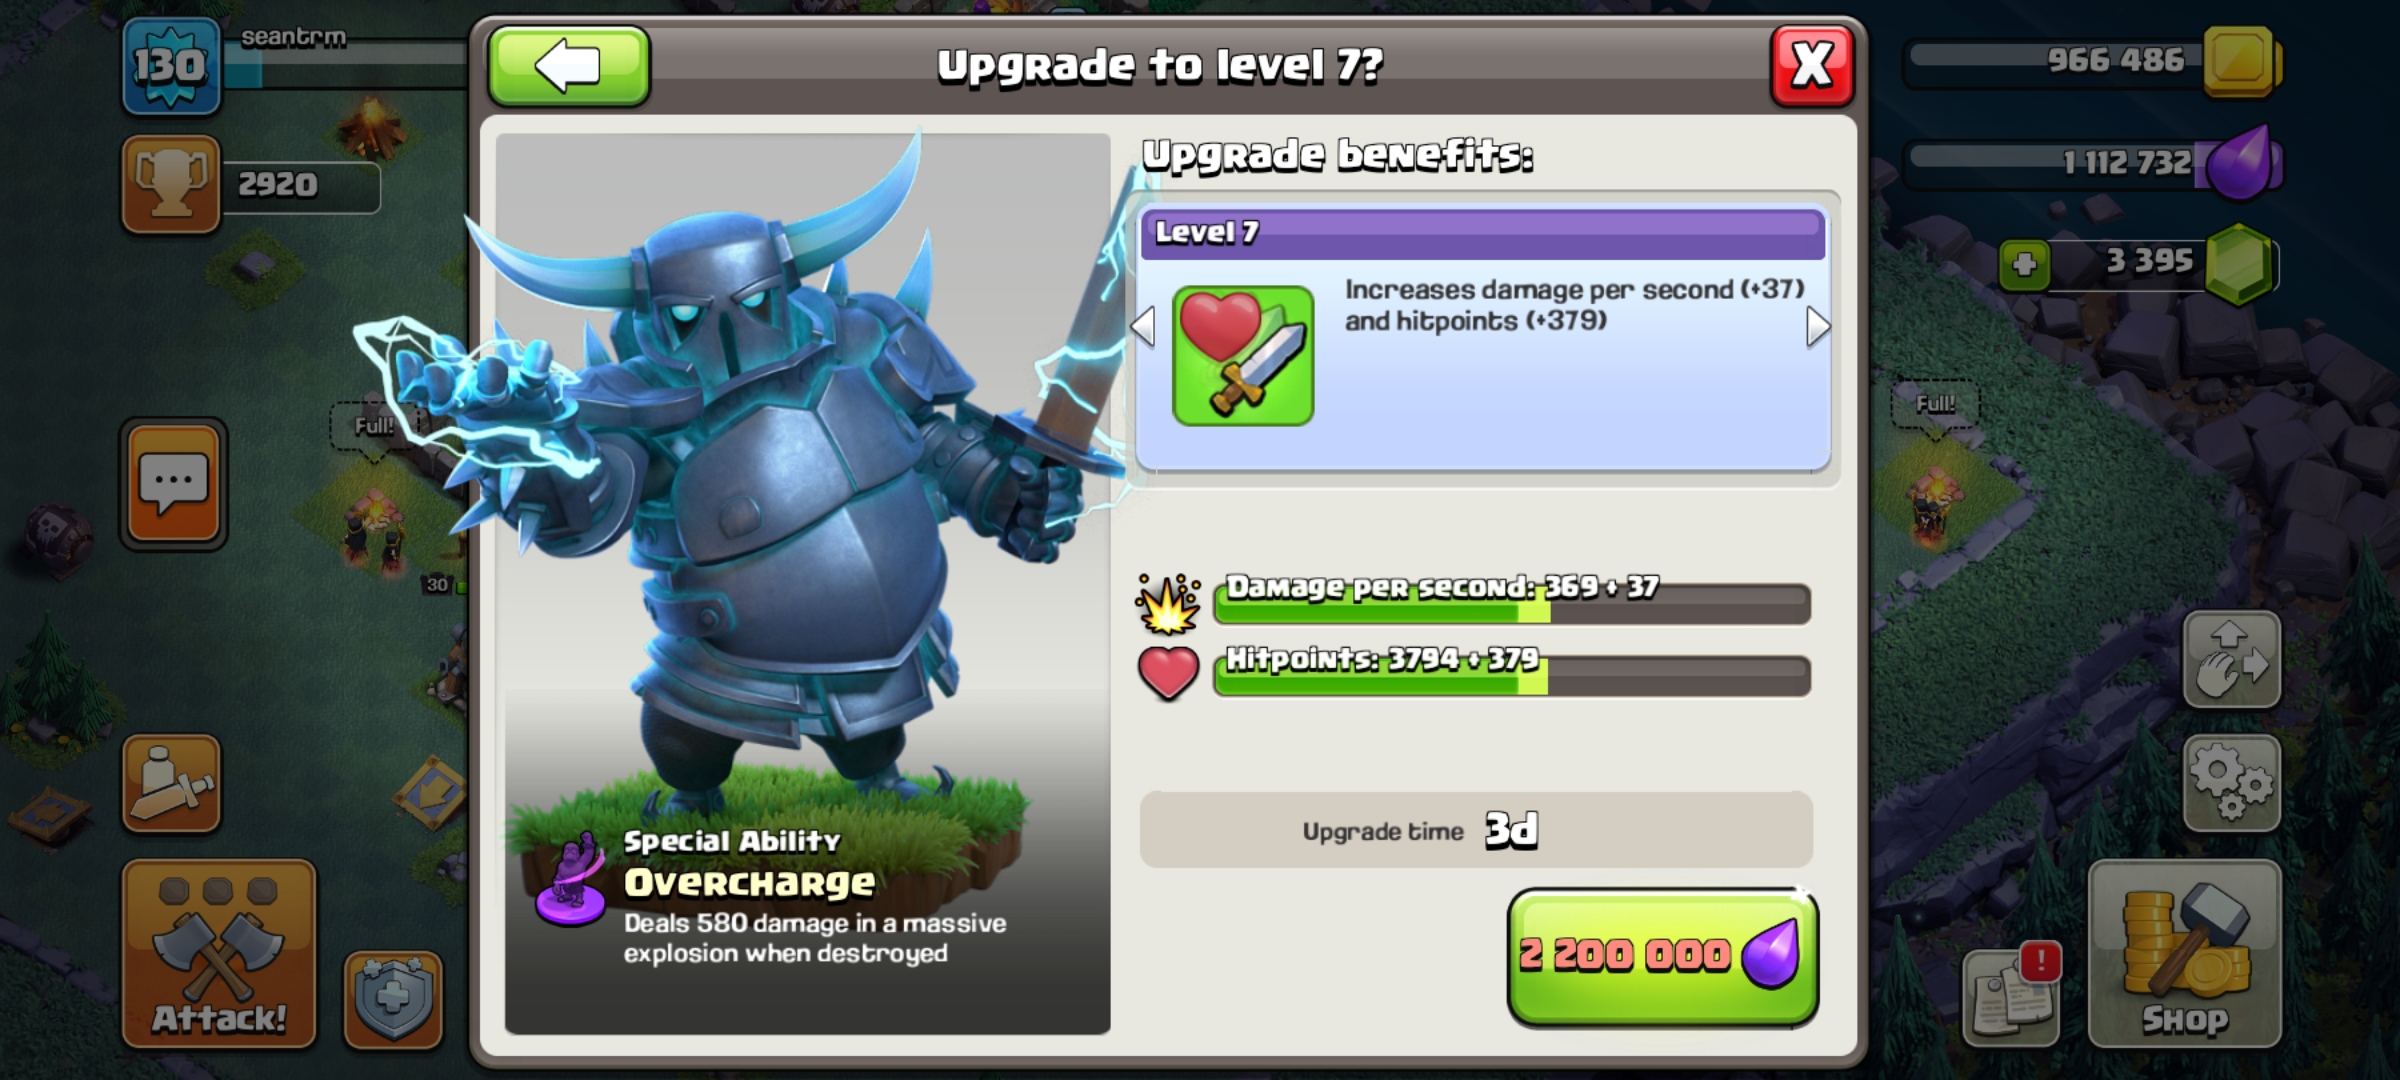 130
seantrm
2920
Full!
30
Attack!
Upgrade to level 7?
X
Special Ability
Overcharge
Deals 580 damage in a massive
explosion when destroyed
Upgrade benefits:
Level 7
Increases damage per second (+37)
and hitpoints (+379)
Damage per second: 369 + 37
Hitpoints: 3794 + 379
Upgrade time 3d
2 200 000
966 486
1 112 732
+
3 395
Full!
!
Shop